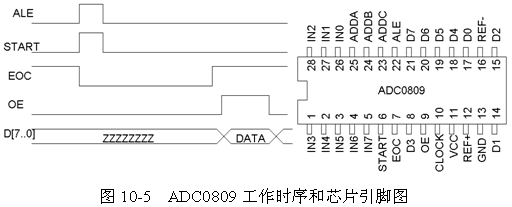 ALE
START
EOC
OE
D[7..0]
ZZZZZZZZ
DATA
IN2 IN1 IN0 ADDA ADDB ADDC ALE D7 D6 D5 D4 D0 REF- D2
28 27 26 25 24 23 22 21 20 19 18 17 16 15
ADC0809
1 2 3 4 5 6 7 8 9 10 11 12 13 14
IN3 IN4 IN5 IN6 IN7 START EOC D3 OE CLOCK VCC REF+ GND D1
图 10-5 ADC0809 工作时序和芯片引脚图